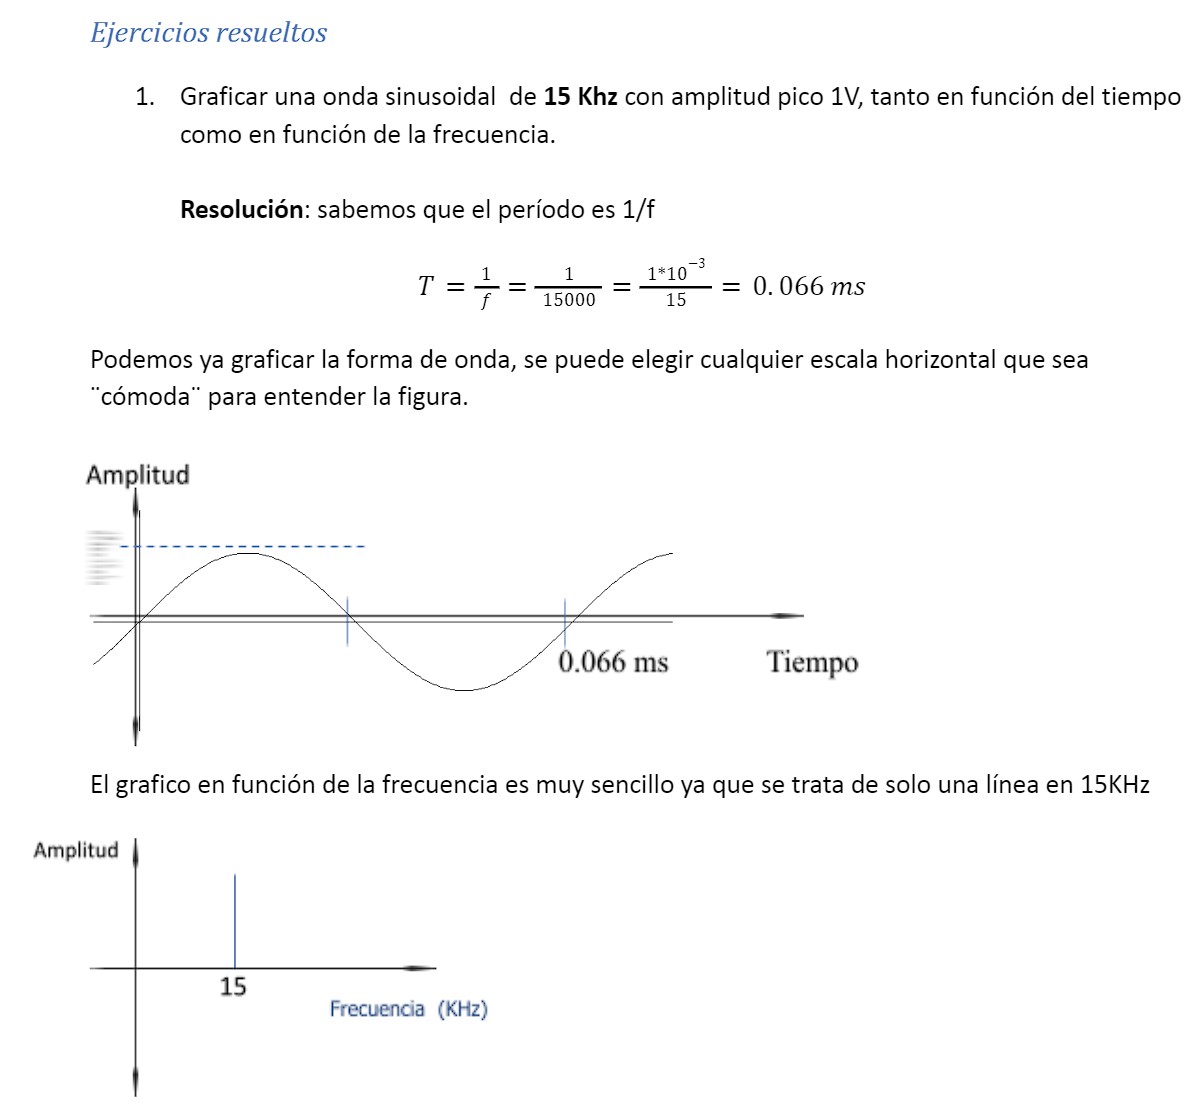 Ejercicios resueltos
1. Graficar una onda sinusoidal de 15 Khz con amplitud pico 1V, tanto en función del tiempo
como en función de la frecuencia.
Resolución: sabemos que el período es 1/f
T = 1/f = 1/15000 = 1*10^-3/15 = 0.066 ms
Podemos ya graficar la forma de onda, se puede elegir cualquier escala horizontal que sea
¨cómoda¨ para entender la figura.
Amplitud
0.066 ms
Tiempo
El grafico en función de la frecuencia es muy sencillo ya que se trata de solo una línea en 15KHz
Amplitud
15
Frecuencia (KHz)